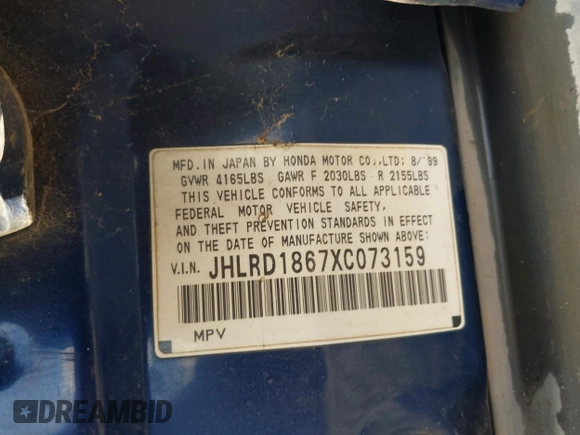 MFD. IN JAPAN BY HONDA MOTOR CO., LTD: 8/'99
GVWR 4165LBS GAWR F 2030LBS R 2155LBS
THIS VEHICLE CONFORMS TO ALL APPLICABLE
FEDERAL MOTOR VEHICLE SAFETY,
AND THEFT PREVENTION STANDARDS IN EFFECT
ON THE DATE OF MANUFACTURE SHOWN ABOVE:
V.I.N. JHLRD1867XC073159
MPV
DREAMBID